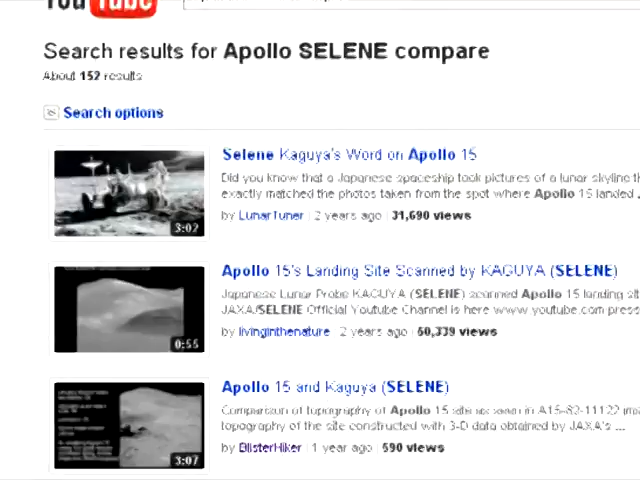 You Tube
Search results for Apollo SELENE compare
About 152 results
Search options
Selene Kaguya's Word on Apollo 15
Did you know that a Japanese spaceship took pictures of a lunar skyline
exactly matched the photos taken from the spot where Apollo 15 landed
3:02
by LunarTuner | 2 years ago | 31,690 views
Apollo 15's Landing Site Scanned by KAGUYA (SELENE)
Japanese Lunar Probe KAGUYA (SELENE) scanned Apollo 15 landing
JAXA/SELENE Official Youtube Channel is here www.youtube.com
0:55
by livinginthenature | 2 years ago | 60,339 views
Apollo 15 and Kaguya (SELENE)
Comparison of topography of Apollo 15 site as seen in A15-82-11122
topography of the site constructed with 3-D data obtained by JAXA's ...
3:07
by BlisterHiker | 1 year ago | 590 views